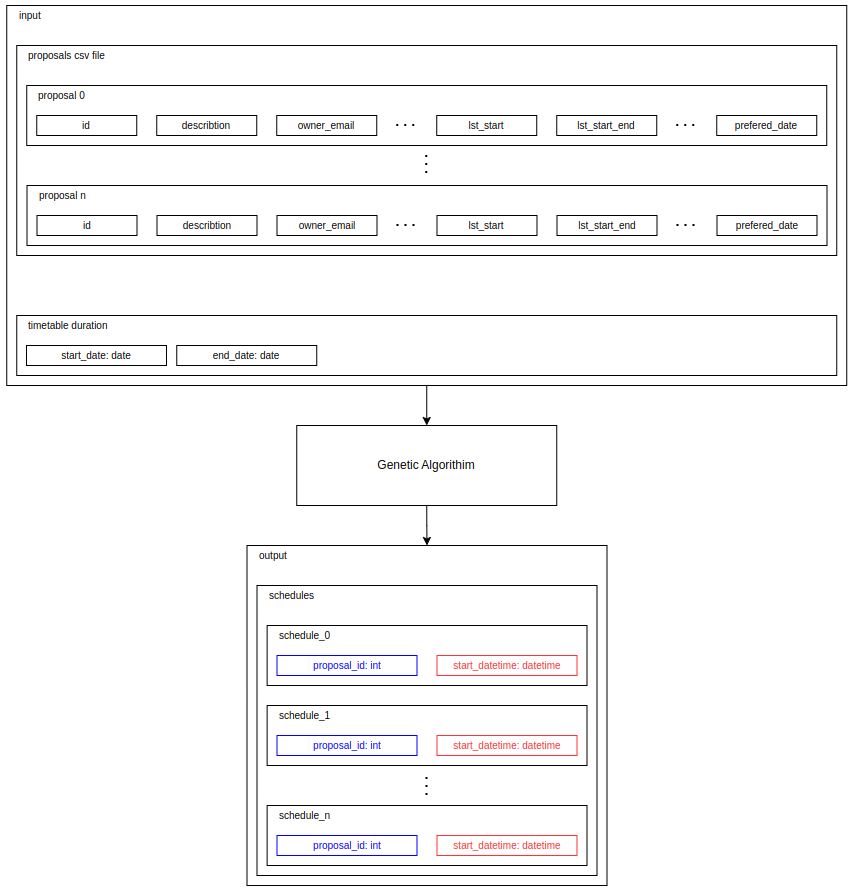 input
proposals csv file
proposal 0
id describtion owner_email ... lst_start lst_start_end ... prefered_date
proposal n
id describtion owner_email ... lst_start lst_start_end ... prefered_date
timetable duration
start_date: date end_date: date
Genetic Algorithim
output
schedules
schedule_0
proposal_id: int start_datetime: datetime
schedule_1
proposal_id: int start_datetime: datetime
schedule_n
proposal_id: int start_datetime: datetime